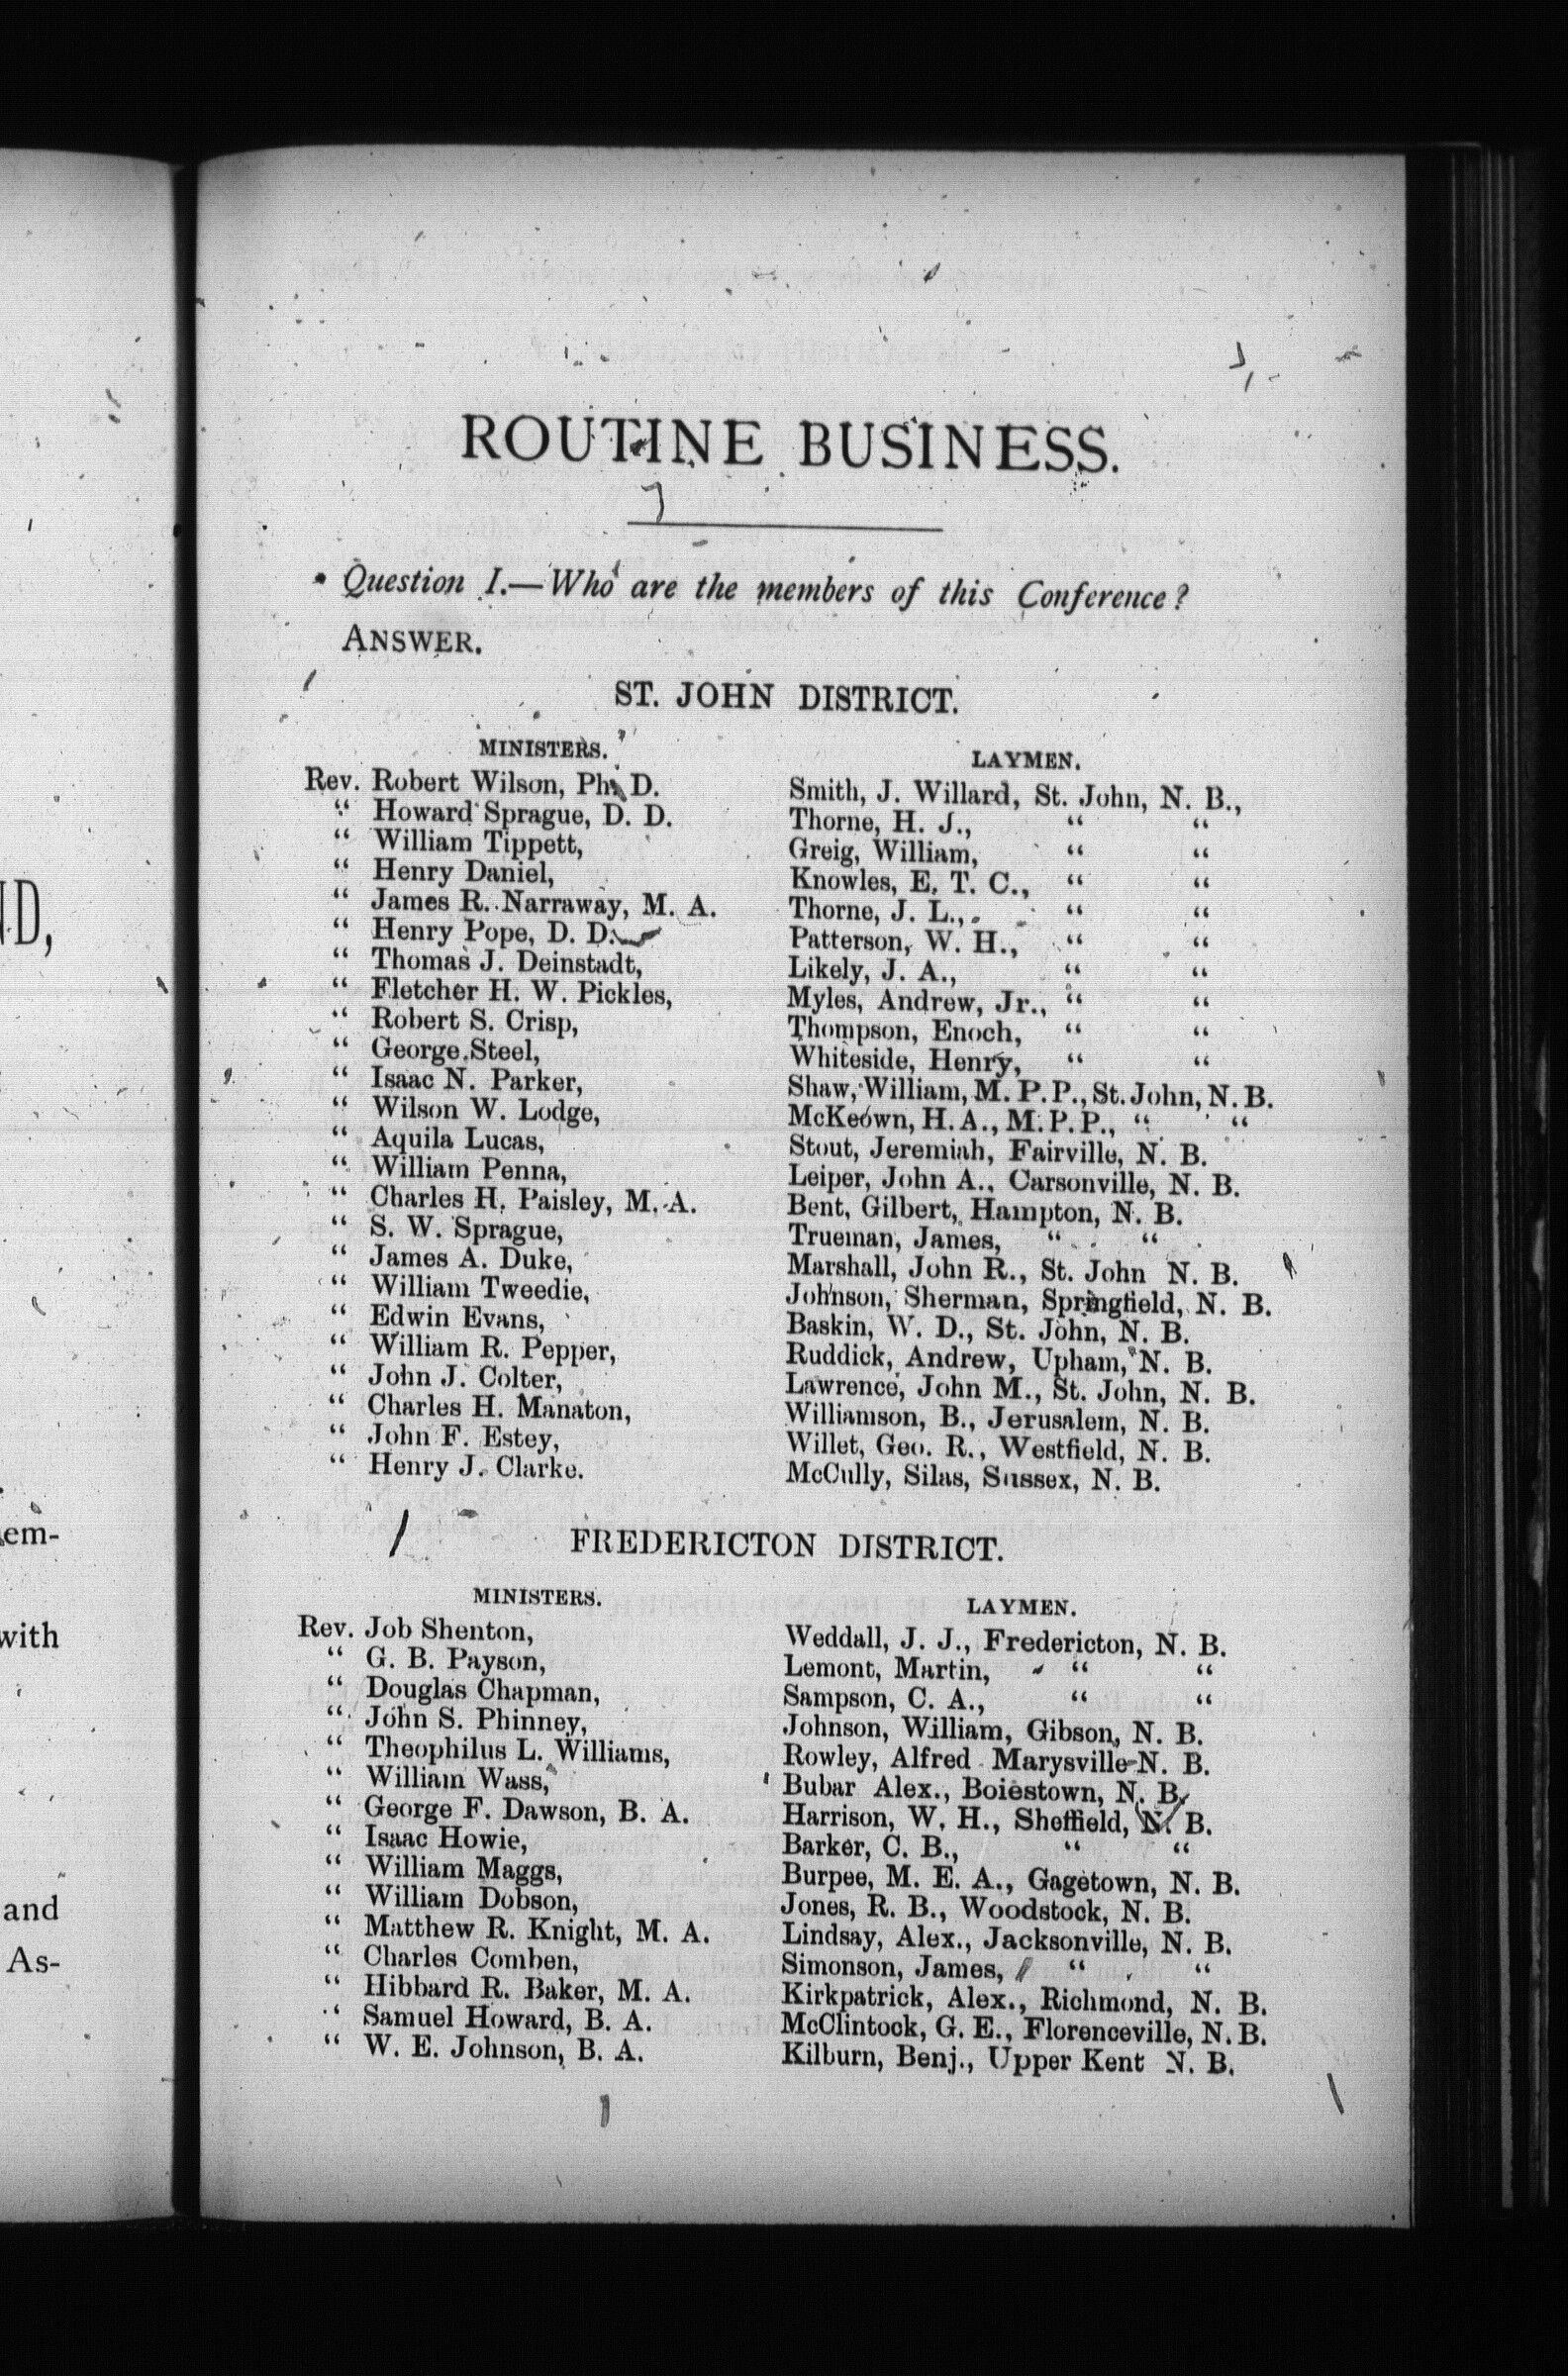 ND,
em-
with
and
As-
ROUTINE BUSINESS.
Question I.—Who are the members of this Conference?
ANSWER.
ST. JOHN DISTRICT.
MINISTERS.
Rev. Robert Wilson, Ph. D.
“ Howard Sprague, D. D.
“ William Tippett,
“ Henry Daniel,
“ James R. Narraway, M. A.
“ Henry Pope, D. D.
“ Thomas J. Deinstadt,
“ Fletcher H. W. Pickles,
“ Robert S. Crisp,
“ George Steel,
“ Isaac N. Parker,
“ Wilson W. Lodge,
“ Aquila Lucas,
“ William Penna,
“ Charles H. Paisley, M. A.
“ S. W. Sprague,
“ James A. Duke,
“ William Tweedie,
“ Edwin Evans,
“ William R. Pepper,
“ John J. Colter,
“ Charles H. Manaton,
“ John F. Estey,
“ Henry J. Clarke.
LAYMEN.
Smith, J. Willard, St. John, N. B.,
Thorne, H. J., “ “
Greig, William, “ “
Knowles, E. T. C., “ “
Thorne, J. L., “ “
Patterson, W. H., “ “
Likely, J. A., “ “
Myles, Andrew, Jr., “ “
Thompson, Enoch, “ “
Whiteside, Henry, “ “
Shaw, William, M. P. P., St. John, N. B.
McKeown, H. A., M. P. P., “ “
Stout, Jeremiah, Fairville, N. B.
Leiper, John A., Carsonville, N. B.
Bent, Gilbert, Hampton, N. B.
Trueman, James, “ “
Marshall, John R., St. John N. B.
Johnson, Sherman, Springfield, N. B.
Baskin, W. D., St. John, N. B.
Ruddick, Andrew, Upham, N. B.
Lawrence, John M., St. John, N. B.
Williamson, B., Jerusalem, N. B.
Willet, Geo. R., Westfield, N. B.
McCully, Silas, Sussex, N. B.
FREDERICTON DISTRICT.
MINISTERS.
Rev. Job Shenton,
“ G. B. Payson,
“ Douglas Chapman,
“ John S. Phinney,
“ Theophilus L. Williams,
“ William Wass,
“ George F. Dawson, B. A.
“ Isaac Howie,
“ William Maggs,
“ William Dobson,
“ Matthew R. Knight, M. A.
“ Charles Comben,
“ Hibbard R. Baker, M. A.
“ Samuel Howard, B. A.
“ W. E. Johnson, B. A.
LAYMEN.
Weddall, J. J., Fredericton, N. B.
Lemont, Martin, “ “
Sampson, C. A., “ “
Johnson, William, Gibson, N. B.
Rowley, Alfred Marysville N. B.
Bubar Alex., Boiestown, N. B.
Harrison, W. H., Sheffield, N. B.
Barker, C. B., “ “
Burpee, M. E. A., Gagetown, N. B.
Jones, R. B., Woodstock, N. B.
Lindsay, Alex., Jacksonville, N. B.
Simonson, James, “ “
Kirkpatrick, Alex., Richmond, N. B.
McClintock, G. E., Florenceville, N. B.
Kilburn, Benj., Upper Kent N. B.